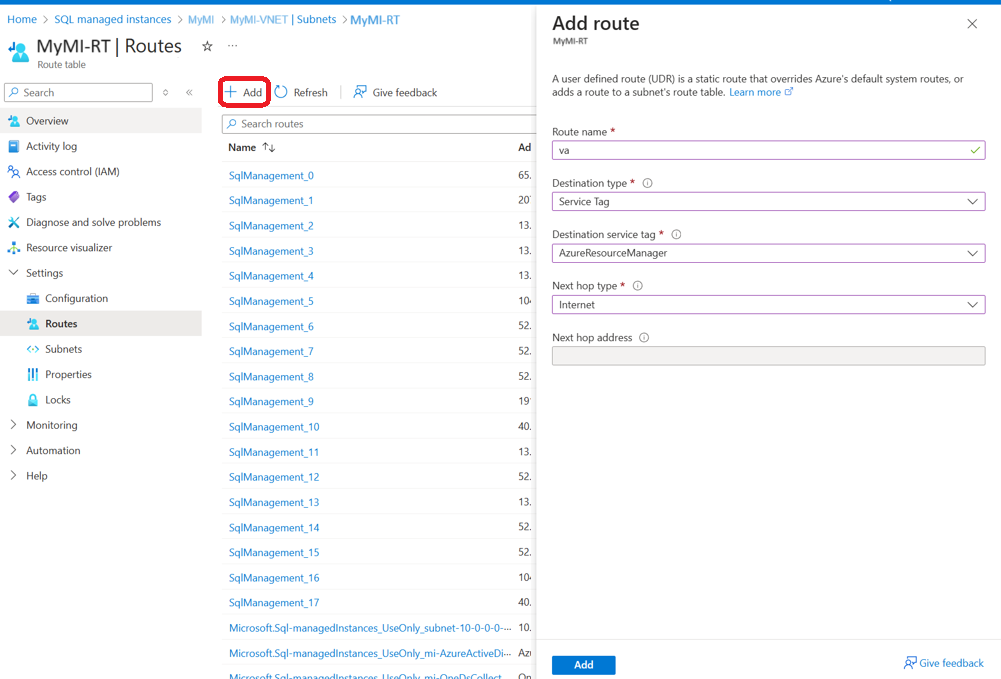 Home > SQL managed instances > MyMI > MyMI-VNET | Subnets > MyMI-RT
MyMI-RT | Routes
Route table
Search
Overview
Activity log
Access control (IAM)
Tags
Diagnose and solve problems
Resource visualizer
Settings
Configuration
Routes
Subnets
Properties
Locks
Monitoring
Automation
Help
Add
Refresh
Give feedback
Search routes
Name Ad
SqlManagement_0 65.
SqlManagement_1 20
SqlManagement_2 13.
SqlManagement_3 13.
SqlManagement_4 13.
SqlManagement_5 104
SqlManagement_6 52.
SqlManagement_7 52.
SqlManagement_8 52.
SqlManagement_9 19
SqlManagement_10 40.
SqlManagement_11 13.
SqlManagement_12 52.
SqlManagement_13 13.
SqlManagement_14 52.
SqlManagement_15 52.
SqlManagement_16 104
SqlManagement_17 40.
Microsoft.Sql-managedInstances_UseOnly_subnet-10-0-0-0-... 10.
Microsoft.Sql-managedInstances_UseOnly_mi-AzureActiveDi... Az
Microsoft.Sql-managedInstances_UseOnly_mi-OneDsCollect
Add route
MyMI-RT
A user defined route (UDR) is a static route that overrides Azure's default system routes, or
adds a route to a subnet's route table. Learn more
Route name *
va
Destination type *
Service Tag
Destination service tag *
AzureResourceManager
Next hop type *
Internet
Next hop address
Add
Give feedback